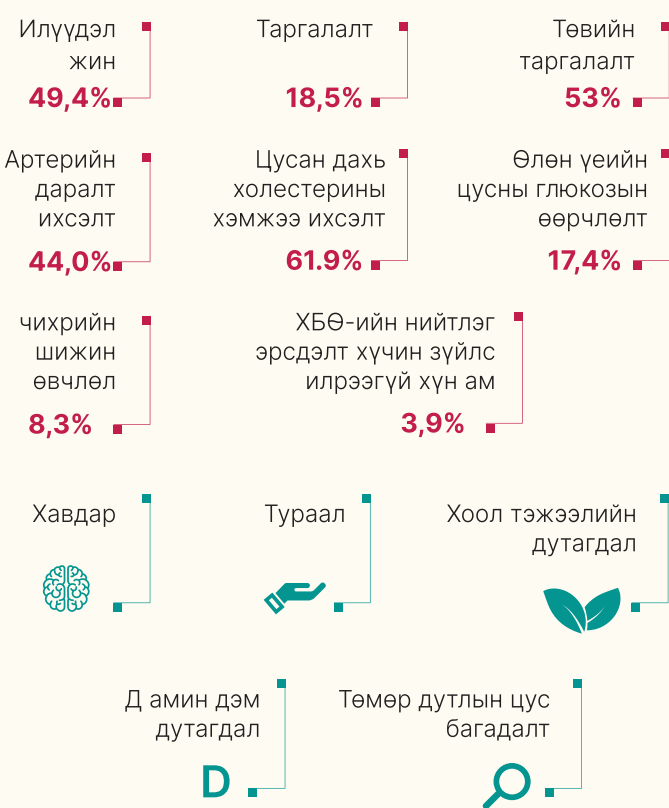 Илүүдэл
жин
49,4%
Таргалалт
18,5%
Төвийн
таргалалт
53%
Артерийн
даралт
ихсэлт
44,0%
Цусан дахь
холестерины
хэмжээ ихсэлт
61.9%
Өлөн үеийн
цусны глюкозын
өөрчлөлт
17,4%
чихрийн
шижин
өвчлөл
8,3%
ХБӨ-ийн нийтлэг
эрсдэлт хүчин зүйлс
илрээгүй хүн ам
3,9%
Хавдар
Тураал
Хоол тэжээлийн
дутагдал
Д амин дэм
дутагдал
D
Төмөр дутлын цус
багадалт